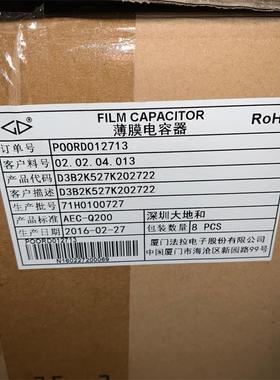 FILM CAPACITOR
薄膜电容器
RoH
订单号 POORD012713
客户料号 02.02.04.013
产品代码 D3B2K527K202722
客户描述 D3B2K527K202722
生产批号 71H0100727
产品标准 AEC-Q200 深圳大地和
生产日期 2016-02-27 包装数量 8 PCS
POORD012713
厦门法拉电子股份有限公司
中国厦门市海沧区新园路99号
N160227200069